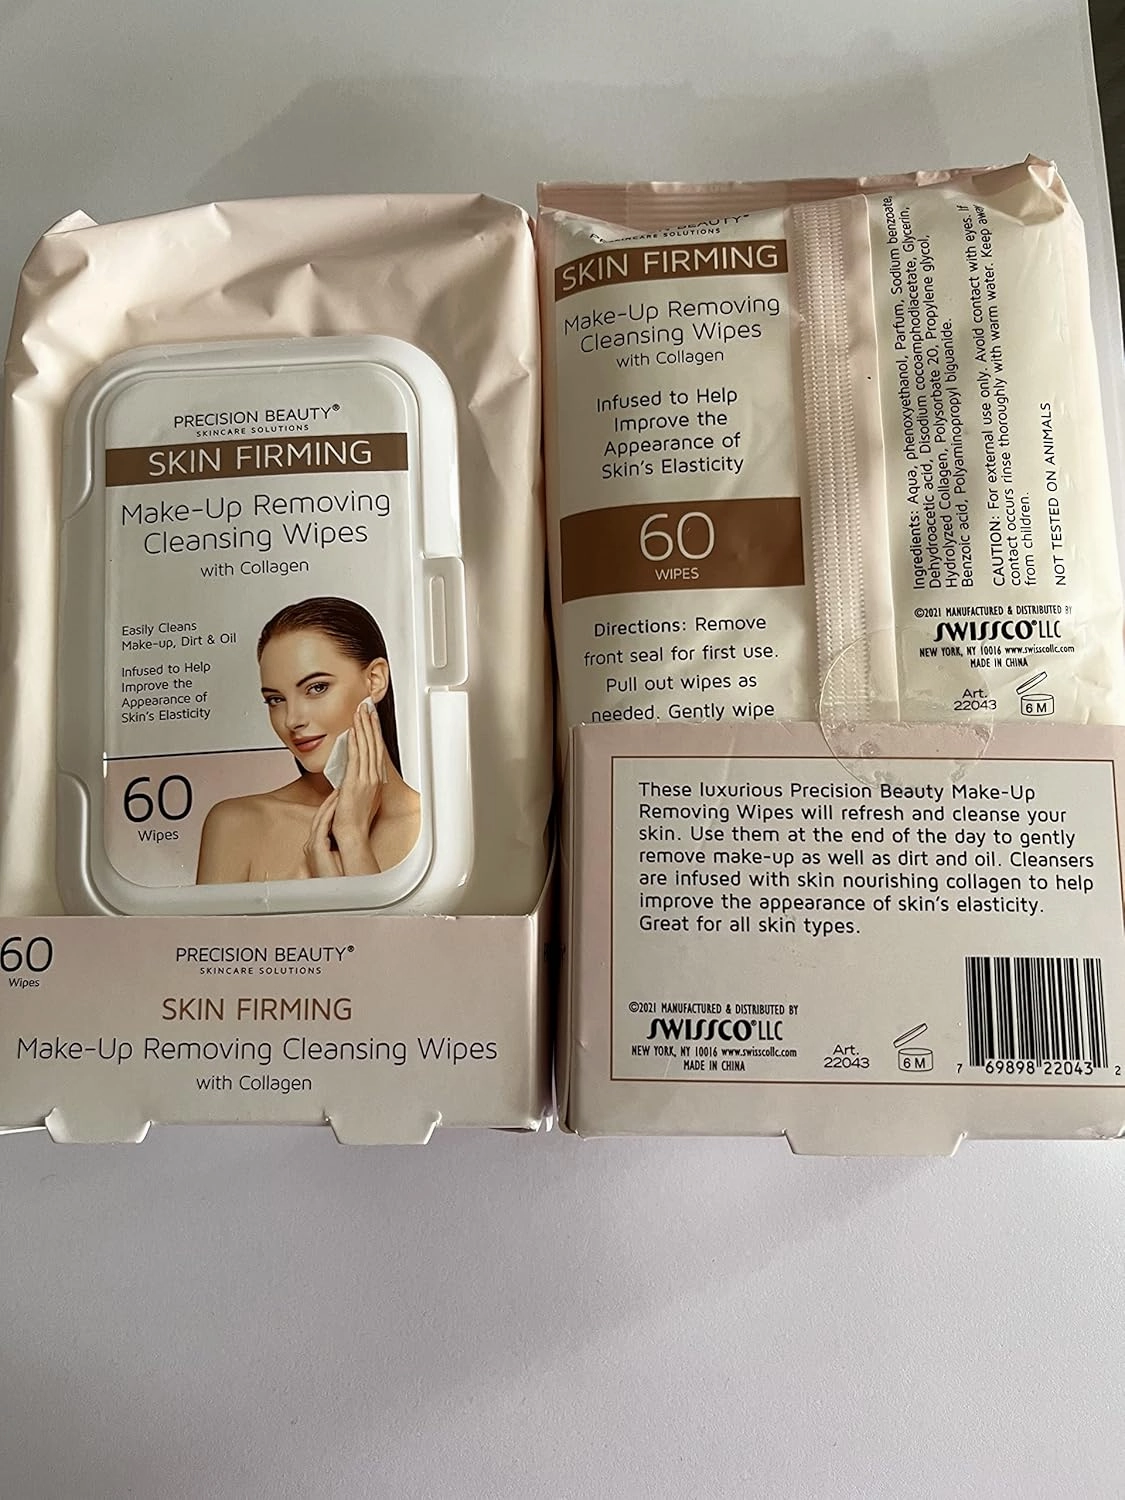 PRECISION BEAUTY®
SKINCARE SOLUTIONS
SKIN FIRMING
Make-Up Removing
Cleansing Wipes
with Collagen
Easily Cleans
Make-up, Dirt & Oil
Infused to Help
Improve the
Appearance of
Skin's Elasticity
60
Wipes
60
Wipes
PRECISION BEAUTY®
SKINCARE SOLUTIONS
SKIN FIRMING
Make-Up Removing Cleansing Wipes
with Collagen
BEAUTY
SKINCARE SOLUTIONS
SKIN FIRMING
Make-Up Removing
Cleansing Wipes
with Collagen
Infused to Help
Improve the
Appearance of
Skin's Elasticity
60
WIPES
Directions: Remove
front seal for first use.
Pull out wipes as
needed. Gently wipe
Ingredients: Aqua, phenoxyethanol, Parfum, Sodium benzoate,
Dehydroacetic acid, Disodium cocoamphodiacetate, Glycerin,
Hydrolyzed Collagen, Polysorbate 20, Propylene glycol,
Benzoic acid, Polyaminopropyl biguanide.
CAUTION: For external use only. Avoid contact with eyes. If
contact occurs rinse thoroughly with warm water. Keep away
from children.
NOT TESTED ON ANIMALS
©2021 MANUFACTURED & DISTRIBUTED BY
SWISSCO® LLC
NEW YORK, NY 10016 www.swisscollc.com
MADE IN CHINA
Art.
22043
6 M
These luxurious Precision Beauty Make-Up
Removing Wipes will refresh and cleanse your
skin. Use them at the end of the day to gently
remove make-up as well as dirt and oil. Cleansers
are infused with skin nourishing collagen to help
improve the appearance of skin's elasticity.
Great for all skin types.
©2021 MANUFACTURED & DISTRIBUTED BY
SWISSCO® LLC
NEW YORK, NY 10016 www.swisscollc.com
MADE IN CHINA
Art.
22043
6 M
7 69898 22043 2